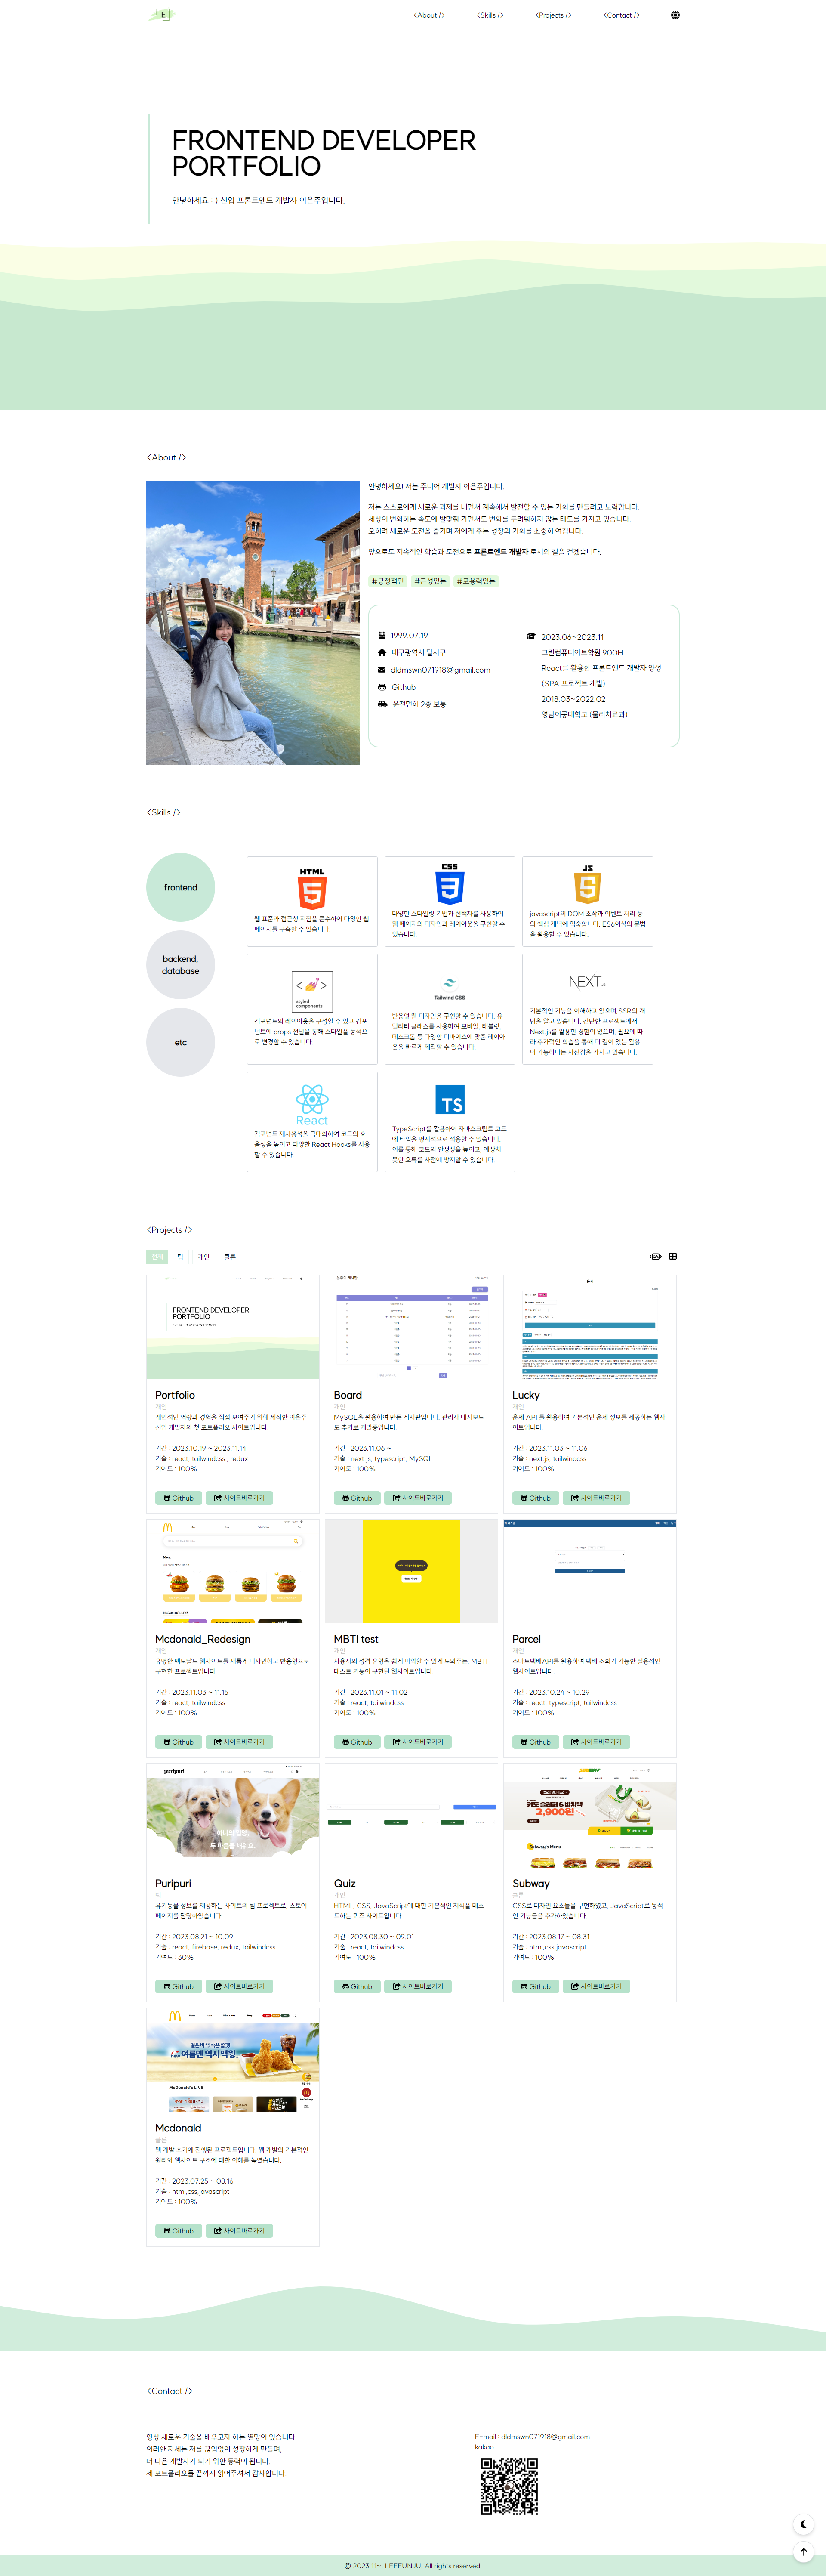 E
<About />
<Skills />
<Projects />
<Contact />
FRONTEND DEVELOPER
PORTFOLIO
안녕하세요 : ) 신입 프론트엔드 개발자 이은주입니다.
<About />
안녕하세요! 저는 주니어 개발자 이은주입니다.
저는 스스로에게 새로운 과제를 내면서 계속해서 발전할 수 있는 기회를 만들려고 노력합니다.
세상이 변화하는 속도에 발맞춰 가면서도 변화를 두려워하지 않는 태도를 가지고 있습니다.
오히려 새로운 도전을 즐기며 저에게 주는 성장의 기회를 소중히 여깁니다.
앞으로도 지속적인 학습과 도전으로 프론트엔드 개발자 로서의 길을 걷겠습니다.
#긍정적인 #근성있는 #포용력있는
1999.07.19
대구광역시 달서구
dldmswn071918@gmail.com
Github
운전면허 2종 보통
2023.06~2023.11
그린컴퓨터아트학원 900H
React를 활용한 프론트엔드 개발자 양성
(SPA 프로젝트 개발)
2018.03~2022.02
영남이공대학교 (물리치료과)
<Skills />
frontend
backend,
database
etc
HTML
웹 표준과 접근성 지침을 준수하여 다양한 웹
페이지를 구축할 수 있습니다.
CSS
다양한 스타일링 기법과 선택자를 사용하여
웹 페이지의 디자인과 레이아웃을 구현할 수
있습니다.
JS
javascript의 DOM 조작과 이벤트 처리 등
의 핵심 개념에 익숙합니다. ES6이상의 문법
을 활용할 수 있습니다.
styled
components
컴포넌트의 레이아웃을 구성할 수 있고 컴포
넌트에 props 전달을 통해 스타일을 동적으
로 변경할 수 있습니다.
Tailwind CSS
반응형 웹 디자인을 구현할 수 있습니다. 유
틸리티 클래스를 사용하여 모바일, 태블릿,
데스크톱 등 다양한 디바이스에 맞춘 레이아
웃을 빠르게 제작할 수 있습니다.
NEXT.JS
기본적인 기능을 이해하고 있으며,SSR의 개
념을 알고 있습니다. 간단한 프로젝트에서
Next.js를 활용한 경험이 있으며, 필요에 따
라 추가적인 학습을 통해 더 깊이 있는 활용
이 가능하다는 자신감을 가지고 있습니다.
React
컴포넌트 재사용성을 극대화하여 코드의 효
율성을 높이고 다양한 React Hooks를 사용
할 수 있습니다.
TS
TypeScript를 활용하여 자바스크립트 코드
에 타입을 명시적으로 적용할 수 있습니다.
이를 통해 코드의 안정성을 높이고, 예상치
못한 오류를 사전에 방지할 수 있습니다.
<Projects />
전체 팀 개인 클론
FRONTEND DEVELOPER
PORTFOLIO
Portfolio
개인
개인적인 역량과 경험을 직접 보여주기 위해 제작한 이은주
신입 개발자의 첫 포트폴리오 사이트입니다.
기간 : 2023.10.19 ~ 2023.11.14
기술 : react, tailwindcss , redux
기여도 : 100%
Github 사이트바로가기
Board
개인
MySQL을 활용하여 만든 게시판입니다. 관리자 대시보드
도 추가로 개발중입니다.
기간 : 2023.11.06 ~
기술 : next.js, typescript, MySQL
기여도 : 100%
Github 사이트바로가기
Lucky
개인
운세 API 를 활용하여 기본적인 운세 정보를 제공하는 웹사
이트입니다.
기간 : 2023.11.03 ~ 11.06
기술 : next.js, tailwindcss
기여도 : 100%
Github 사이트바로가기
Mcdonald_Redesign
개인
유명한 맥도날드 웹사이트를 새롭게 디자인하고 반응형으로
구현한 프로젝트입니다.
기간 : 2023.11.03 ~ 11.15
기술 : react, tailwindcss
기여도 : 100%
Github 사이트바로가기
MBTI test
개인
사용자의 성격 유형을 쉽게 파악할 수 있게 도와주는, MBTI
테스트 기능이 구현된 웹사이트입니다.
기간 : 2023.11.01 ~ 11.02
기술 : react, tailwindcss
기여도 : 100%
Github 사이트바로가기
Parcel
개인
스마트택배API를 활용하여 택배 조회가 가능한 실용적인
웹사이트입니다.
기간 : 2023.10.24 ~ 10.29
기술 : react, typescript, tailwindcss
기여도 : 100%
Github 사이트바로가기
puripuri
Puripuri
팀
유기동물 정보를 제공하는 사이트의 팀 프로젝트로, 스토어
페이지를 담당하였습니다.
기간 : 2023.08.21 ~ 10.09
기술 : react, firebase, redux, tailwindcss
기여도 : 30%
Github 사이트바로가기
Quiz
개인
HTML, CSS, JavaScript에 대한 기본적인 지식을 테스
트하는 퀴즈 사이트입니다.
기간 : 2023.08.30 ~ 09.01
기술 : react, tailwindcss
기여도 : 100%
Github 사이트바로가기
SUBWAY
2,900원
Subway's Menu
Subway
클론
CSS로 디자인 요소들을 구현하였고, JavaScript로 동적
인 기능들을 추가하였습니다.
기간 : 2023.08.17 ~ 08.31
기술 : html,css,javascript
기여도 : 100%
Github 사이트바로가기
여름엔 역시 맥윙
McDonald's LIVE
Mcdonald
클론
웹 개발 초기에 진행된 프로젝트입니다. 웹 개발의 기본적인
원리와 웹사이트 구조에 대한 이해를 높였습니다.
기간 : 2023.07.25 ~ 08.16
기술 : html,css,javascript
기여도 : 100%
Github 사이트바로가기
<Contact />
항상 새로운 기술을 배우고자 하는 열망이 있습니다.
이러한 자세는 저를 끊임없이 성장하게 만들며,
더 나은 개발자가 되기 위한 동력이 됩니다.
제 포트폴리오를 끝까지 읽어주셔서 감사합니다.
E-mail : dldmswn071918@gmail.com
kakao
© 2023.11~. LEEEUNJU. All rights reserved.